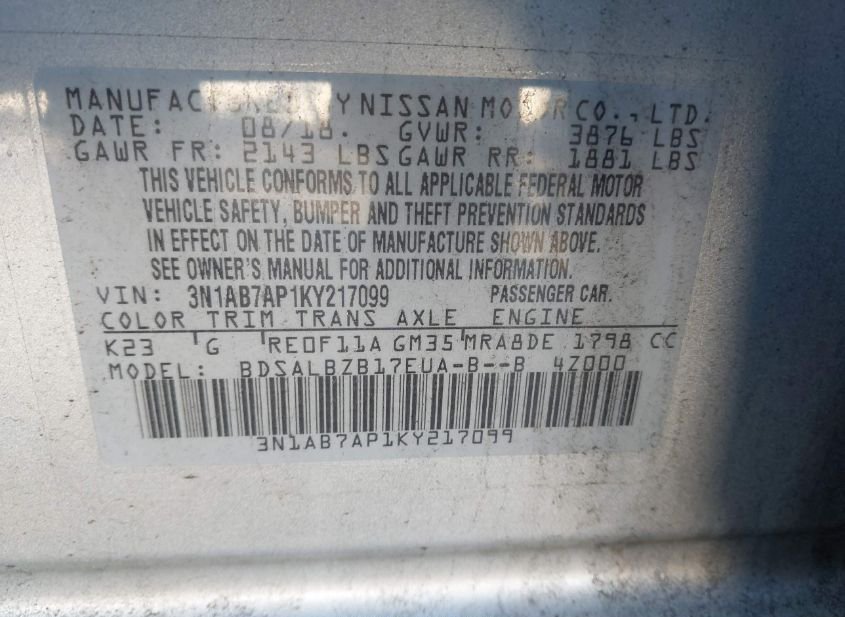 MANUFACTURED BY NISSAN MOTOR CO., LTD.
DATE: 08/18. GVWR: 3876 LBS
GAWR FR: 2143 LBS GAWR RR: 1881 LBS
THIS VEHICLE CONFORMS TO ALL APPLICABLE FEDERAL MOTOR
VEHICLE SAFETY, BUMPER AND THEFT PREVENTION STANDARDS
IN EFFECT ON THE DATE OF MANUFACTURE SHOWN ABOVE.
SEE OWNER'S MANUAL FOR ADDITIONAL INFORMATION.
VIN: 3N1AB7AP1KY217099 PASSENGER CAR.
COLOR TRIM TRANS AXLE ENGINE
K23 G RE0F11A GM35 MRA8DE 1798 CC
MODEL: BDSALBZB17EUA-B--B 4Z000
3N1AB7AP1KY217099